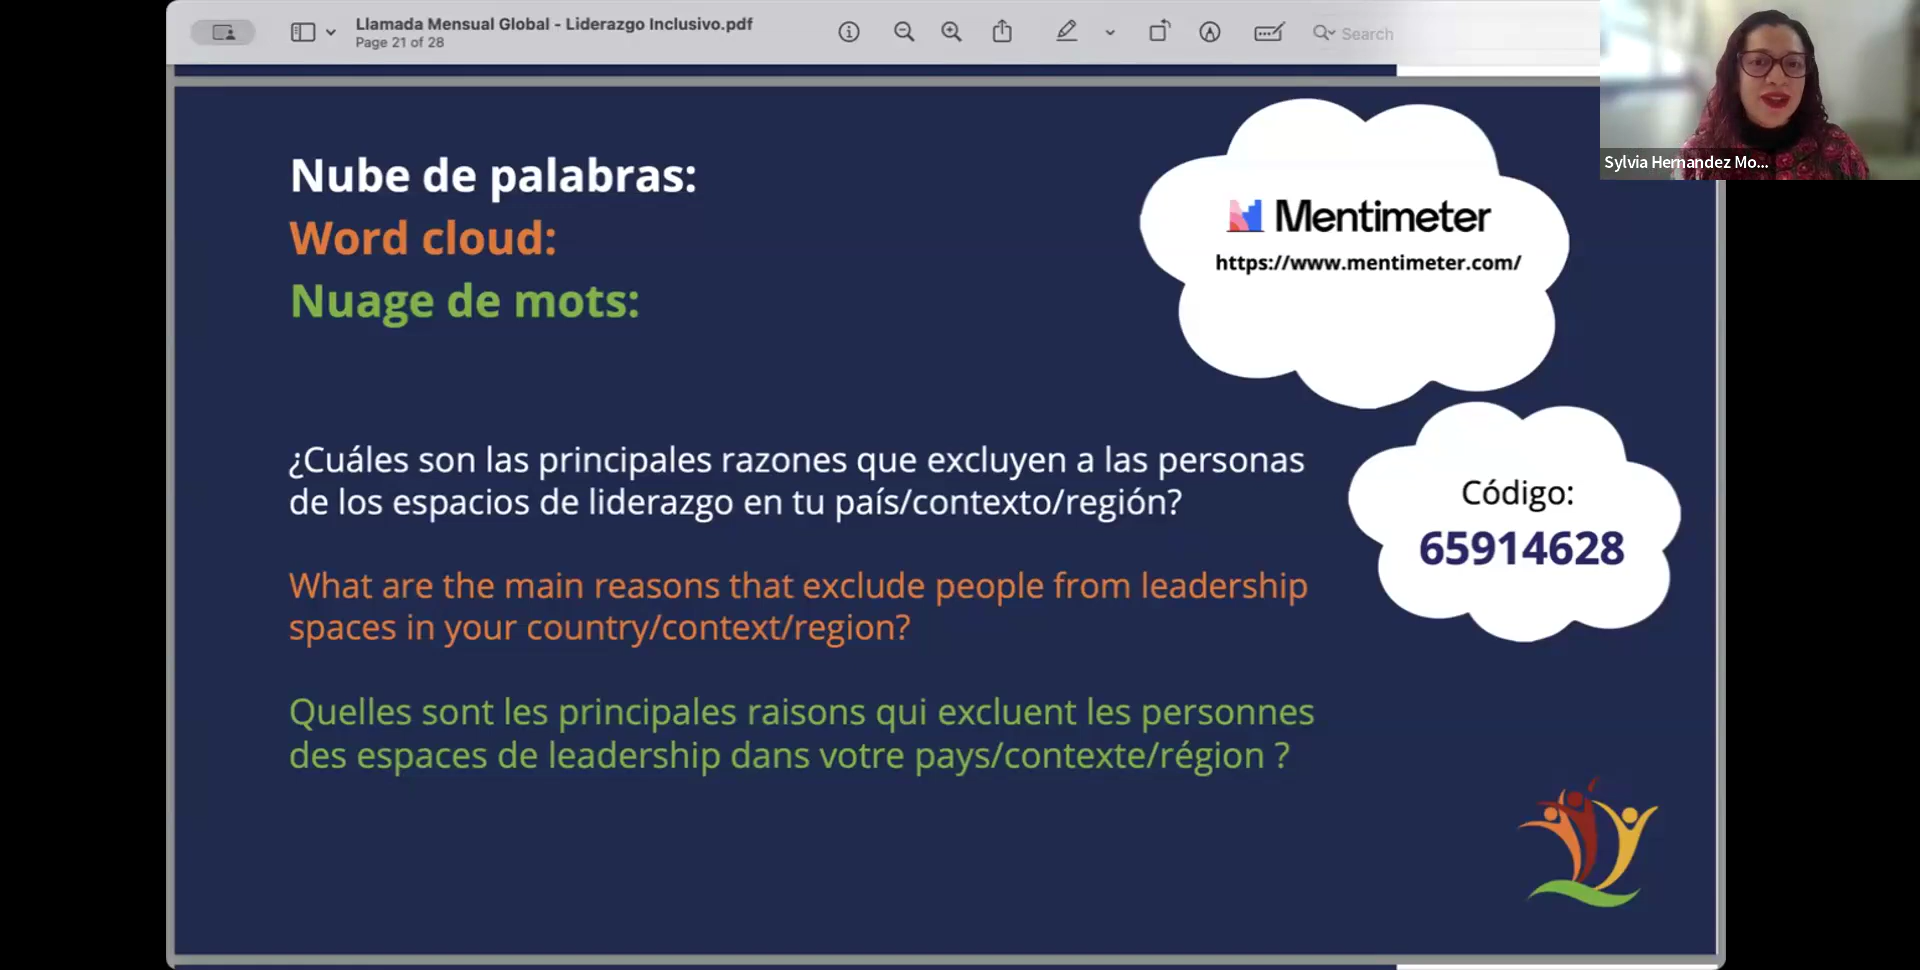 Llamada Mensual Global - Liderazgo Inclusivo.pdf
Page 21 of 28
Search
Sylvia Hernandez Mo...
Nube de palabras:
Word cloud:
Nuage de mots:
Mentimeter
https://www.mentimeter.com/
¿Cuáles son las principales razones que excluyen a las personas
de los espacios de liderazgo en tu país/contexto/región?
Código:
65914628
What are the main reasons that exclude people from leadership
spaces in your country/context/region?
Quelles sont les principales raisons qui excluent les personnes
des espaces de leadership dans votre pays/contexte/région ?